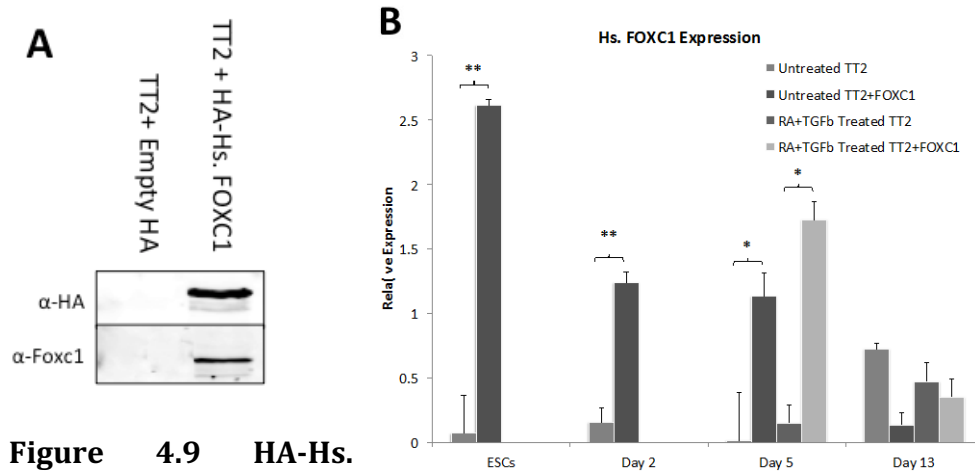 A
TT2+ Empty HA
TT2 + HA-Hs. FOXC1
α-HA
α-Foxc1
Figure 4.9 HA-Hs.
B
Hs. FOXC1 Expression
Untreated TT2
Untreated TT2+FOXC1
RA+TGFb Treated TT2
RA+TGFb Treated TT2+FOXC1
Rela( ve Expression
3
2.5
2
1.5
1
0.5
0
**
**
*
*
ESCs
Day 2
Day 5
Day 13